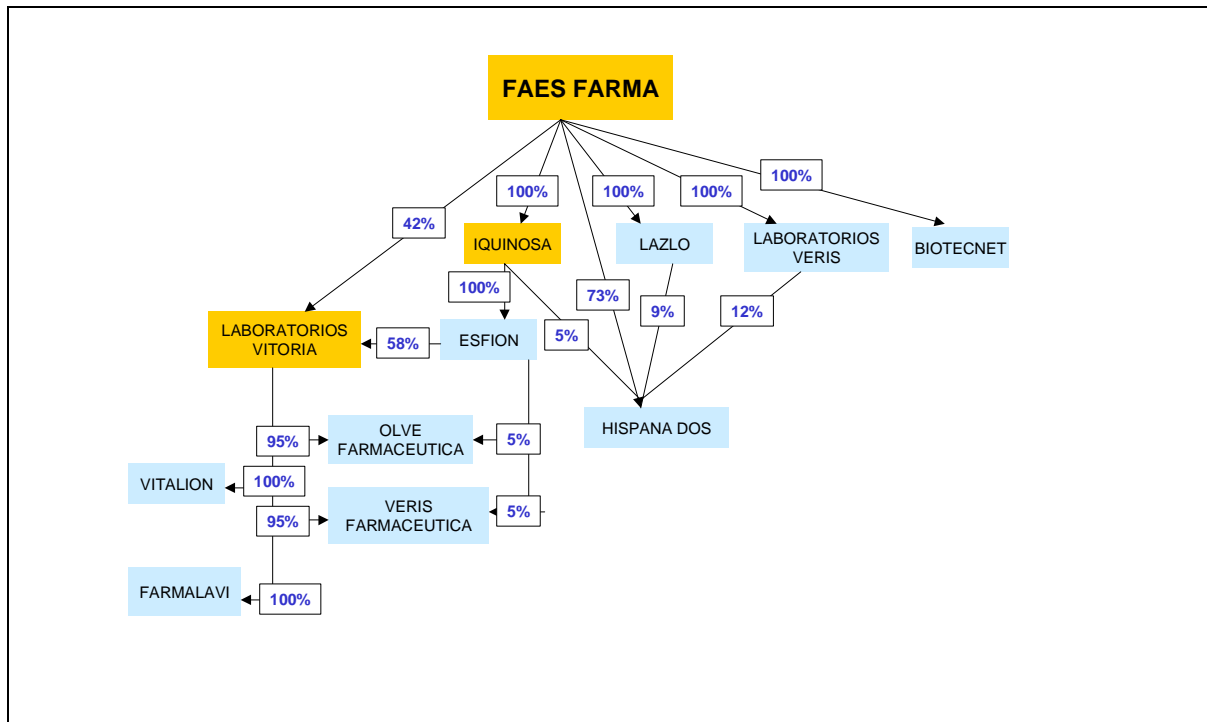 FAES FARMA
100%
100%
100%
100%
42%
IQUINOSA
LAZLO
LABORATORIOS
VERIS
BIOTECNET
100%
73%
9%
12%
5%
LABORATORIOS
VITORIA
58%
ESFION
HISPANA DOS
95%
OLVE
FARMACEUTICA
5%
VITALION
100%
95%
VERIS
FARMACEUTICA
5%
FARMALAVI
100%